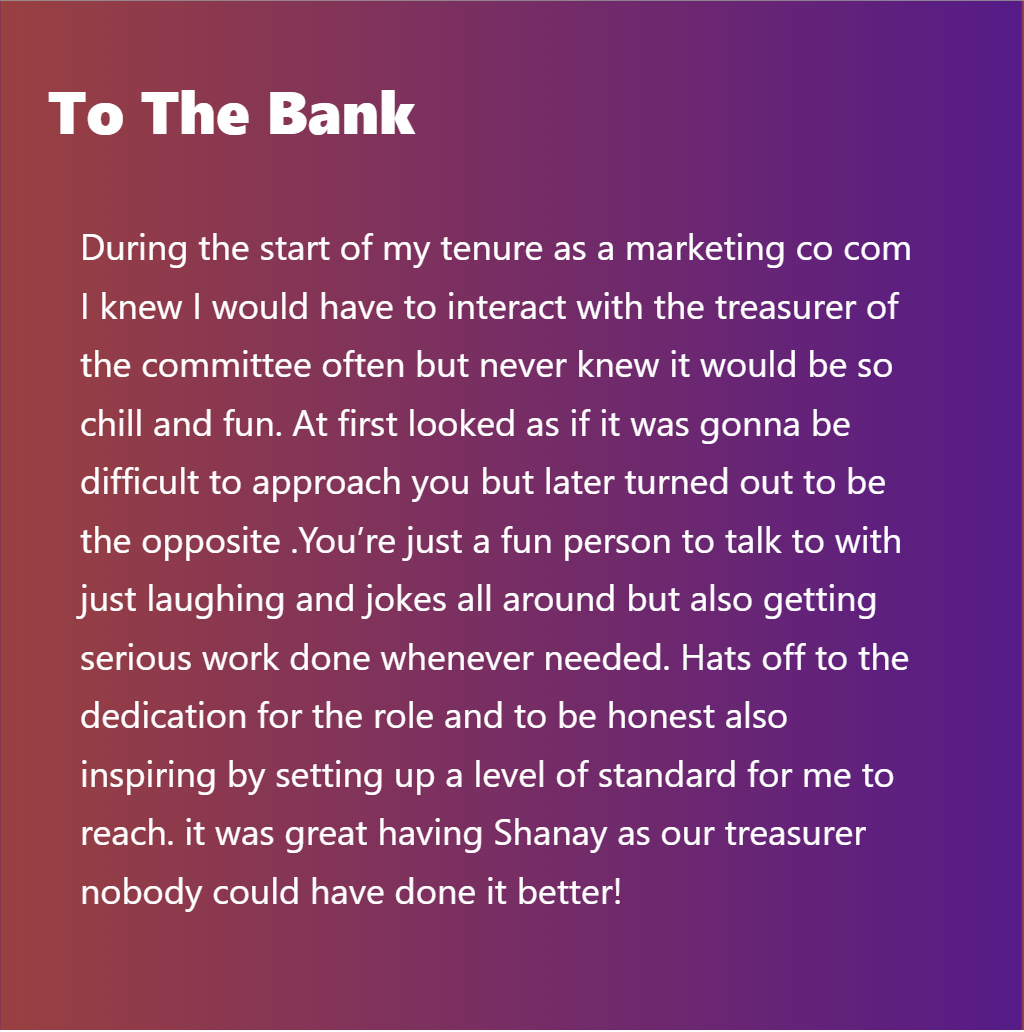 To The Bank
During the start of my tenure as a marketing co com
I knew I would have to interact with the treasurer of
the committee often but never knew it would be so
chill and fun. At first looked as if it was gonna be
difficult to approach you but later turned out to be
the opposite .You’re just a fun person to talk to with
just laughing and jokes all around but also getting
serious work done whenever needed. Hats off to the
dedication for the role and to be honest also
inspiring by setting up a level of standard for me to
reach. it was great having Shanay as our treasurer
nobody could have done it better!